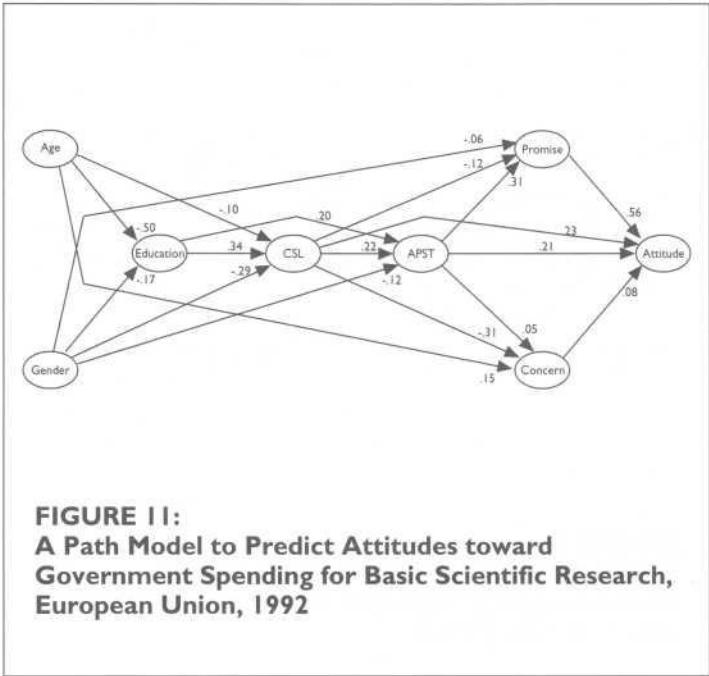 Age
-.06
Promise
-.12
.31
-.10
.20
.56
-.50
.23
Education
.34
CSL
.22
APST
.21
Attitude
-.17
-.29
-.12
.08
-.31
.05
Gender
.15
Concern
FIGURE 11:
A Path Model to Predict Attitudes toward
Government Spending for Basic Scientific Research,
European Union, 1992